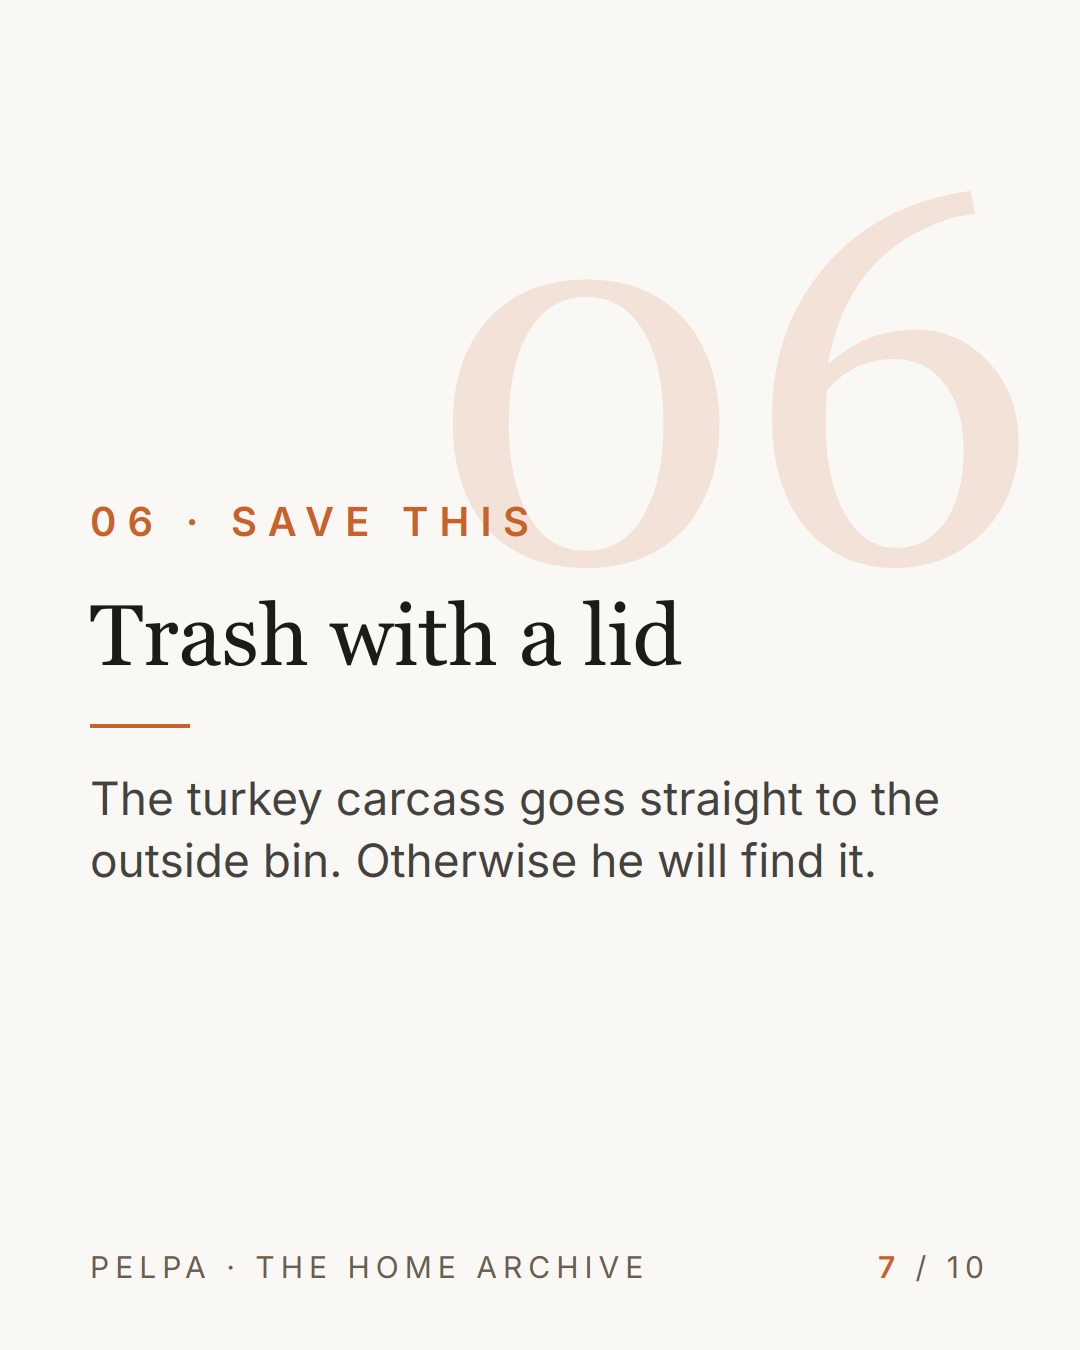 06
06 · SAVE THIS
Trash with a lid
The turkey carcass goes straight to the
outside bin. Otherwise he will find it.
PELPA · THE HOME ARCHIVE
7 / 10